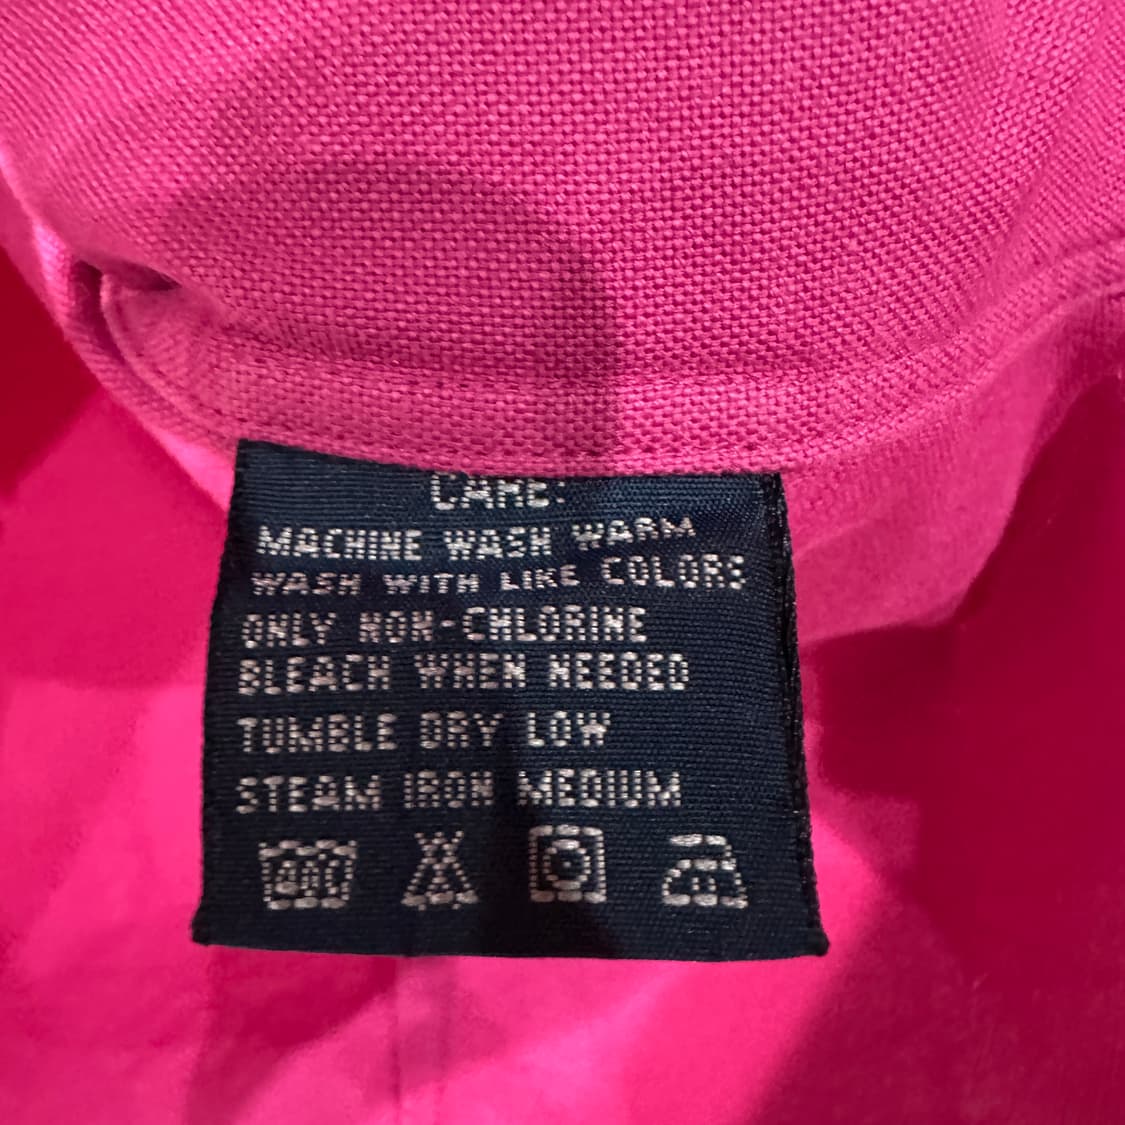 CARE:
MACHINE WASH WARM
WASH WITH LIKE COLORS
ONLY NON-CHLORINE
BLEACH WHEN NEEDED
TUMBLE DRY LOW
STEAM IRON MEDIUM
40